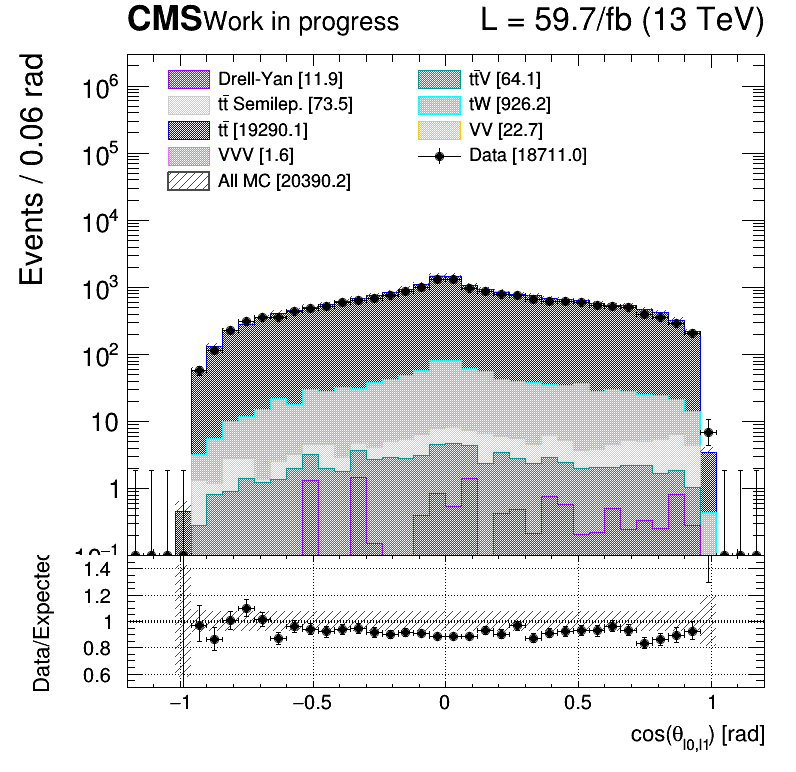 CMS Work in progress L = 59.7/fb (13 TeV)
Events / 0.06 rad
Drell-Yan [11.9]
tt̄V [64.1]
tt̄ Semilep. [73.5]
tW [926.2]
tt̄ [19290.1]
VV [22.7]
VVV [1.6]
Data [18711.0]
All MC [20390.2]
10⁶
10⁵
10⁴
10³
10²
10
1
10⁻¹
Data/Expected
1.4
1.2
1
0.8
0.6
−1 −0.5 0 0.5 1
cos(θ_{l0,l1}) [rad]